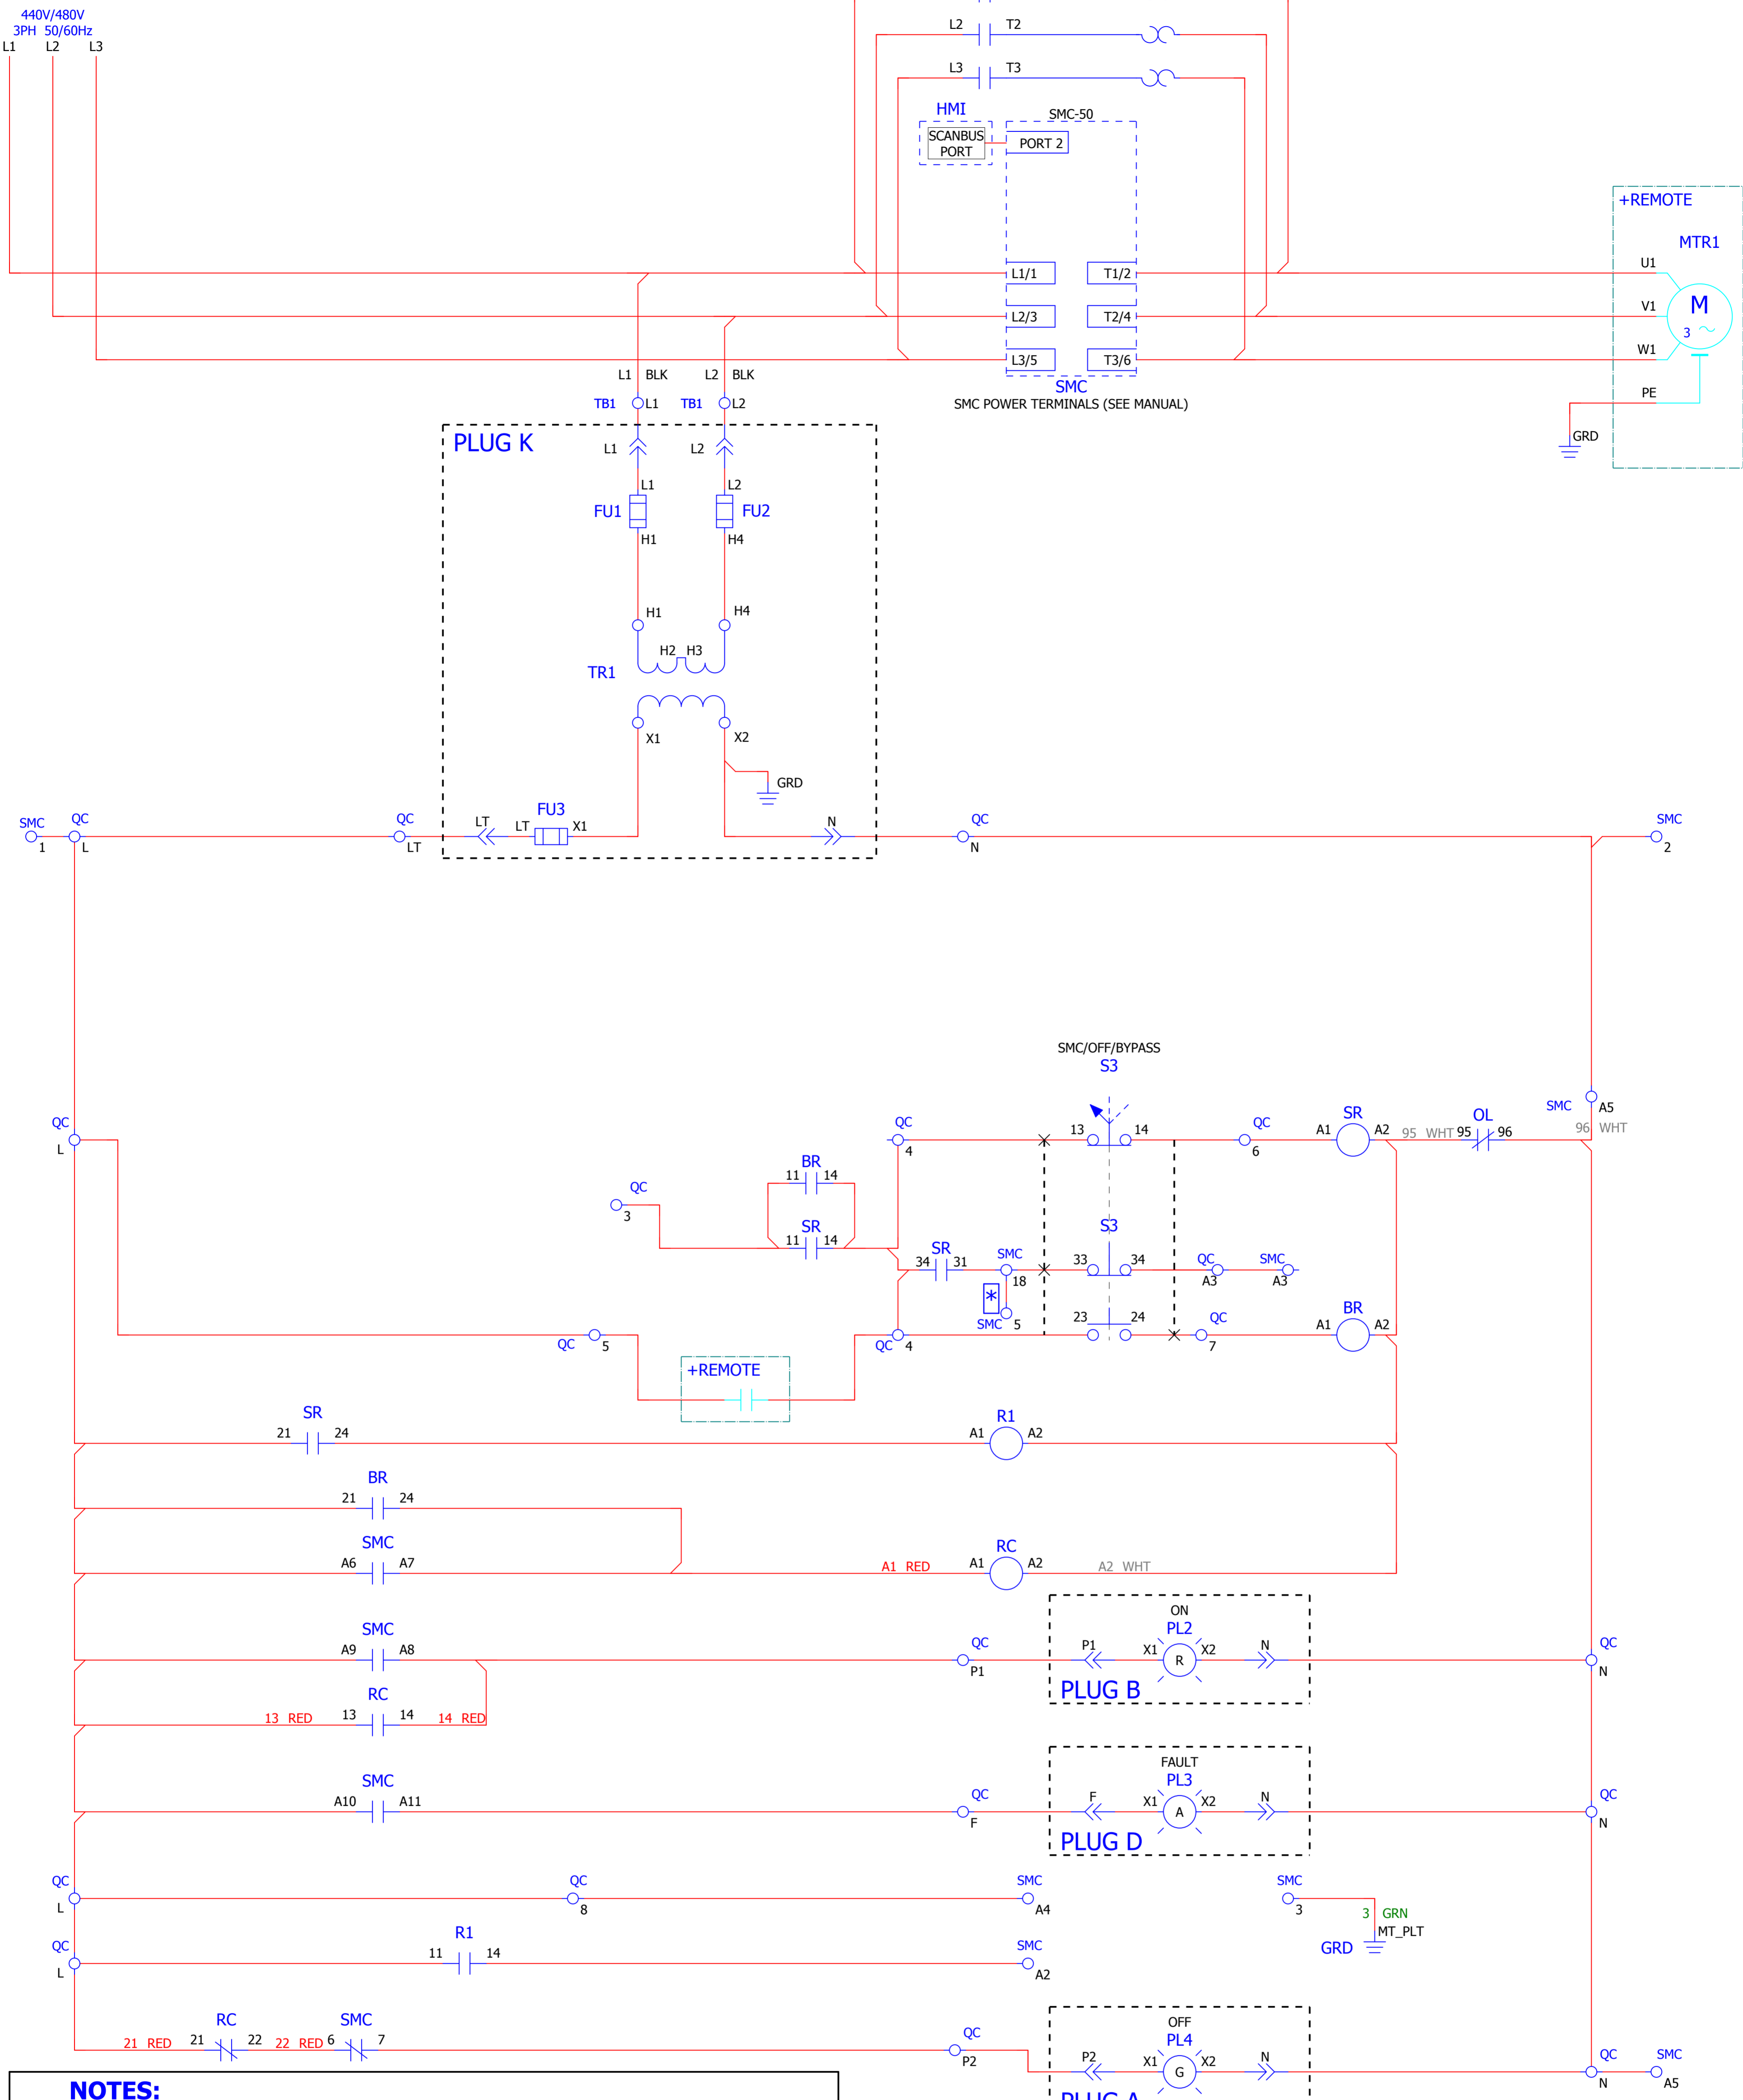 440V/480V
3PH 50/60Hz
L1 L2 L3
L2 T2
L3 T3
HMI
SMC-50
SCANBUS
PORT
PORT 2
+REMOTE
MTR1
L1/1 T1/2 U1
L2/3 T2/4 V1
M
3
L3/5 T3/6 W1
L1 BLK L2 BLK
SMC
SMC POWER TERMINALS (SEE MANUAL)
PE
GRD
TB1 L1 TB1 L2
PLUG K
L1 L2
L1 L2
FU1 FU2
H1 H4
H1 H4
H2 H3
TR1
X1 X2
GRD
SMC QC QC LT LT FU3 X1 N QC SMC
1 L LT N 2
SMC/OFF/BYPASS
S3
QC QC 13 14 QC SR OL SMC A5
L 4 6 A1 A2 95 WHT 95 96 96 WHT
BR
11 14
QC
3
SR
11 14
S3
SR
34 31 SMC 33 34 QC SMC
18 A3 A3
*
SMC 5
23 24 QC BR
QC 5 QC 4 7 A1 A2
+REMOTE
SR R1
21 24 A1 A2
BR
21 24
SMC RC
A6 A7 A1 RED A1 A2 A2 WHT
ON
SMC QC PL2 QC
A9 A8 P1 P1 X1 R X2 N N
PLUG B
RC
13 RED 13 14 14 RED
FAULT
SMC QC PL3 QC
A10 A11 F F X1 A X2 N N
PLUG D
QC QC SMC SMC
L 8 A4 3
3 GRN
MT_PLT
GRD
QC R1 SMC
L 11 14 A2
RC SMC OFF
21 RED 21 22 22 RED 6 7 QC PL4 QC SMC
P2 P2 X1 G X2 N N A5
PLUG A
NOTES: